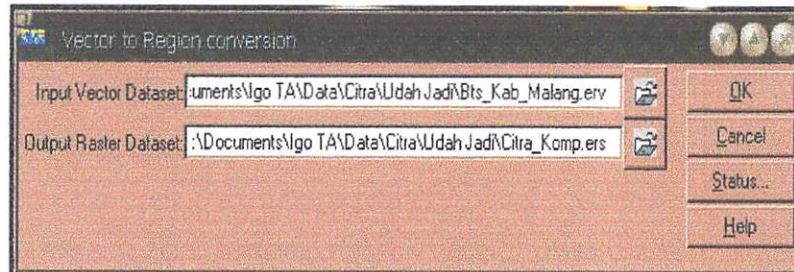 Vector to Region conversion
Input Vector Dataset: :uments\Igo TA\Data\Citra\Udah Jadi\Bts_Kab_Malang.erv
OK
Output Raster Dataset: :\Documents\Igo TA\Data\Citra\Udah Jadi\Citra_Komp.ers
Cancel
Status...
Help